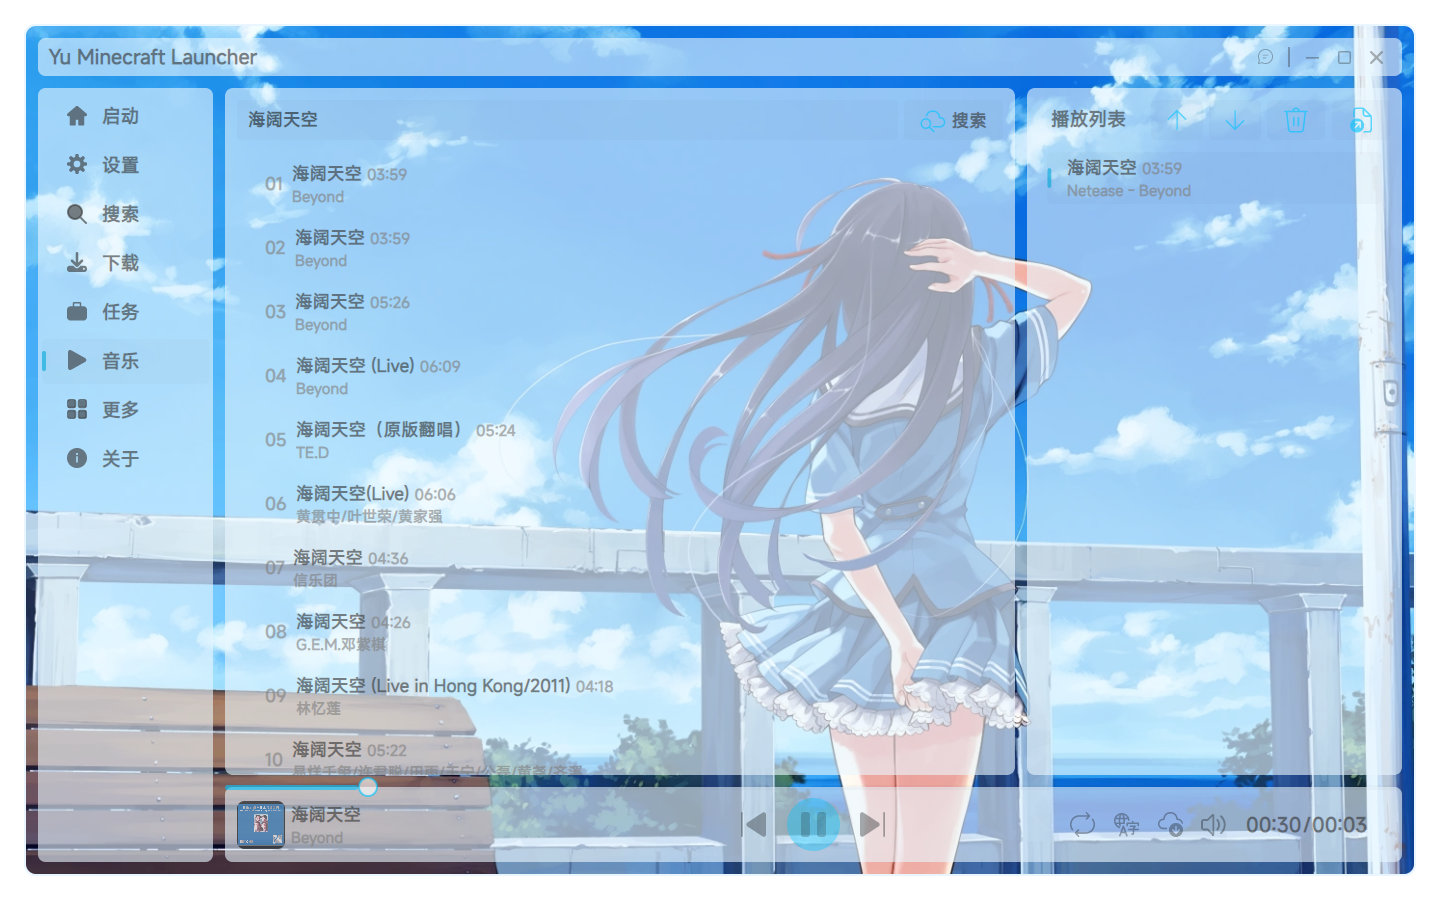 Yu Minecraft Launcher
启动
设置
搜索
下载
任务
音乐
更多
关于
海阔天空
搜索
01 海阔天空 03:59
Beyond
02 海阔天空 03:59
Beyond
03 海阔天空 05:26
Beyond
04 海阔天空 (Live) 06:09
Beyond
05 海阔天空（原版翻唱） 05:24
TE.D
06 海阔天空(Live) 06:06
黄贯中/叶世荣/黄家强
07 海阔天空 04:36
信乐团
08 海阔天空 04:26
G.E.M.邓紫棋
09 海阔天空 (Live in Hong Kong/2011) 04:18
林忆莲
10 海阔天空 05:22
播放列表
海阔天空 03:59
Netease - Beyond
海阔天空
Beyond
00:30/00:03